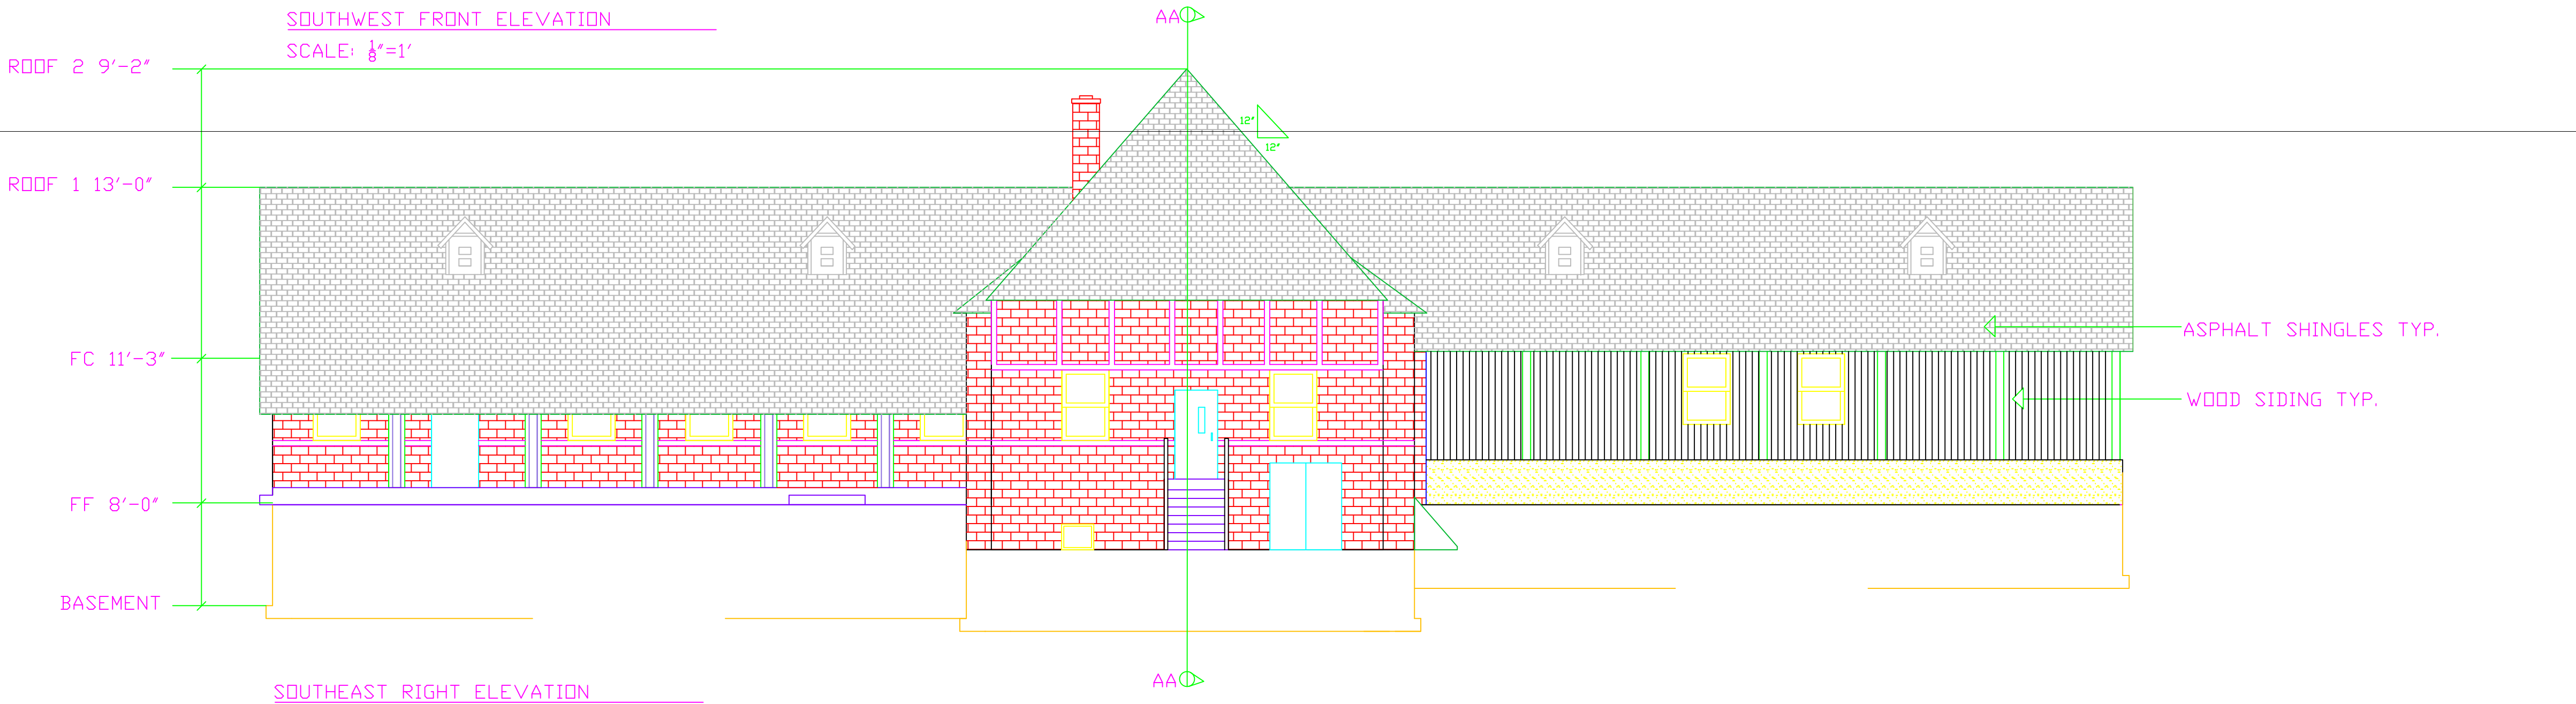 SOUTHWEST FRONT ELEVATION
SCALE: 1/8"=1'
AA
ROOF 2 9'-2"
12"
12"
ROOF 1 13'-0"
ASPHALT SHINGLES TYP.
FC 11'-3"
WOOD SIDING TYP.
FF 8'-0"
BASEMENT
AA
SOUTHEAST RIGHT ELEVATION